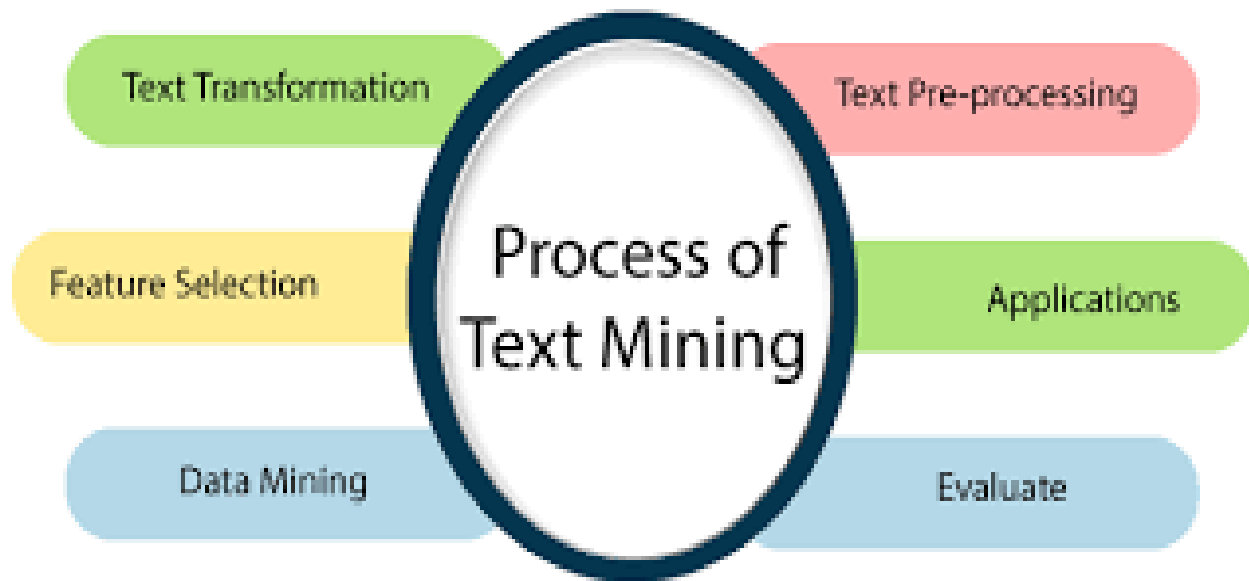 Text Transformation
Text Pre-processing
Process of
Text Mining
Feature Selection
Applications
Data Mining
Evaluate